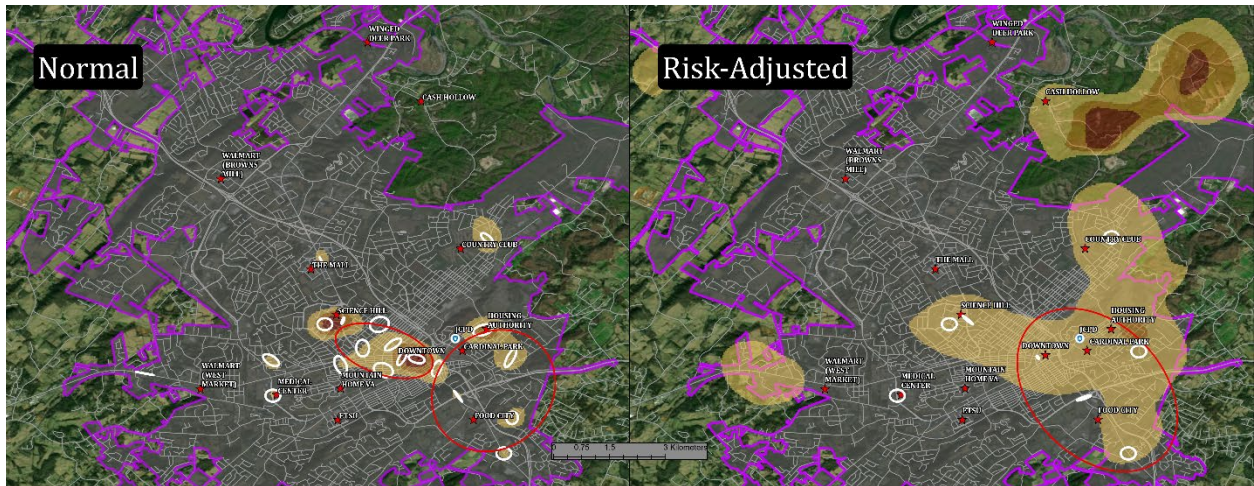 Normal
WINGED
DEER PARK
CASH HOLLOW
WALMART
(BROWNS
MILL)
COUNTRY CLUB
THE MALL
SCIENCE HILL
JCPD
HOUSING
AUTHORITY
DOWNTOWN
CARDINAL PARK
WALMART
(WEST
MARKET)
MEDICAL
CENTER
MOUNTAIN
HOME VA
ETSU
FOOD CITY
0 0.75 1.5 3 Kilometers
Risk-Adjusted
WINGED
DEER PARK
CASH HOLLOW
WALMART
(BROWNS
MILL)
COUNTRY CLUB
THE MALL
SCIENCE HILL
HOUSING
AUTHORITY
JCPD
DOWNTOWN
CARDINAL PARK
WALMART
(WEST
MARKET)
MEDICAL
CENTER
MOUNTAIN
HOME VA
ETSU
FOOD CITY